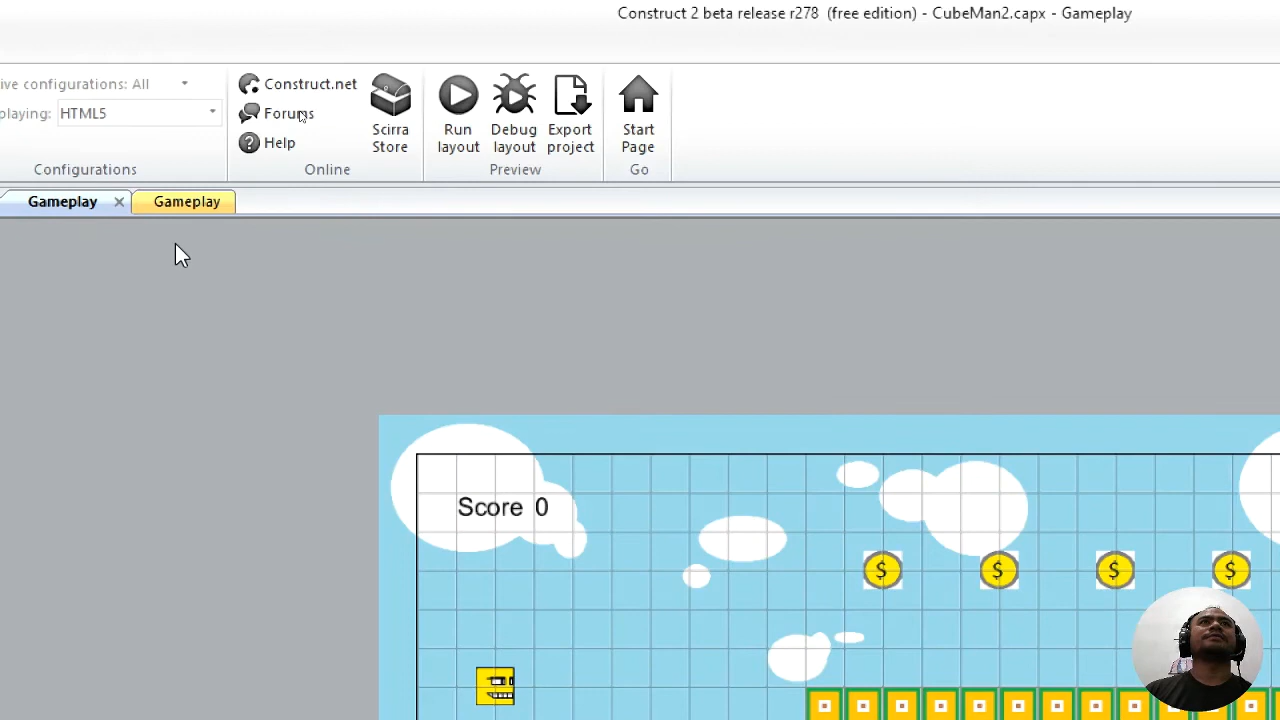 Construct 2 beta release r278 (free edition) - CubeMan2.capx - Gameplay
ive configurations: All
playing: HTML5
Configurations
Construct.net
Forums
Help
Scirra
Store
Online
Run
layout
Debug
layout
Export
project
Preview
Start
Page
Go
Gameplay
Gameplay
Score 0
$ $ $ $